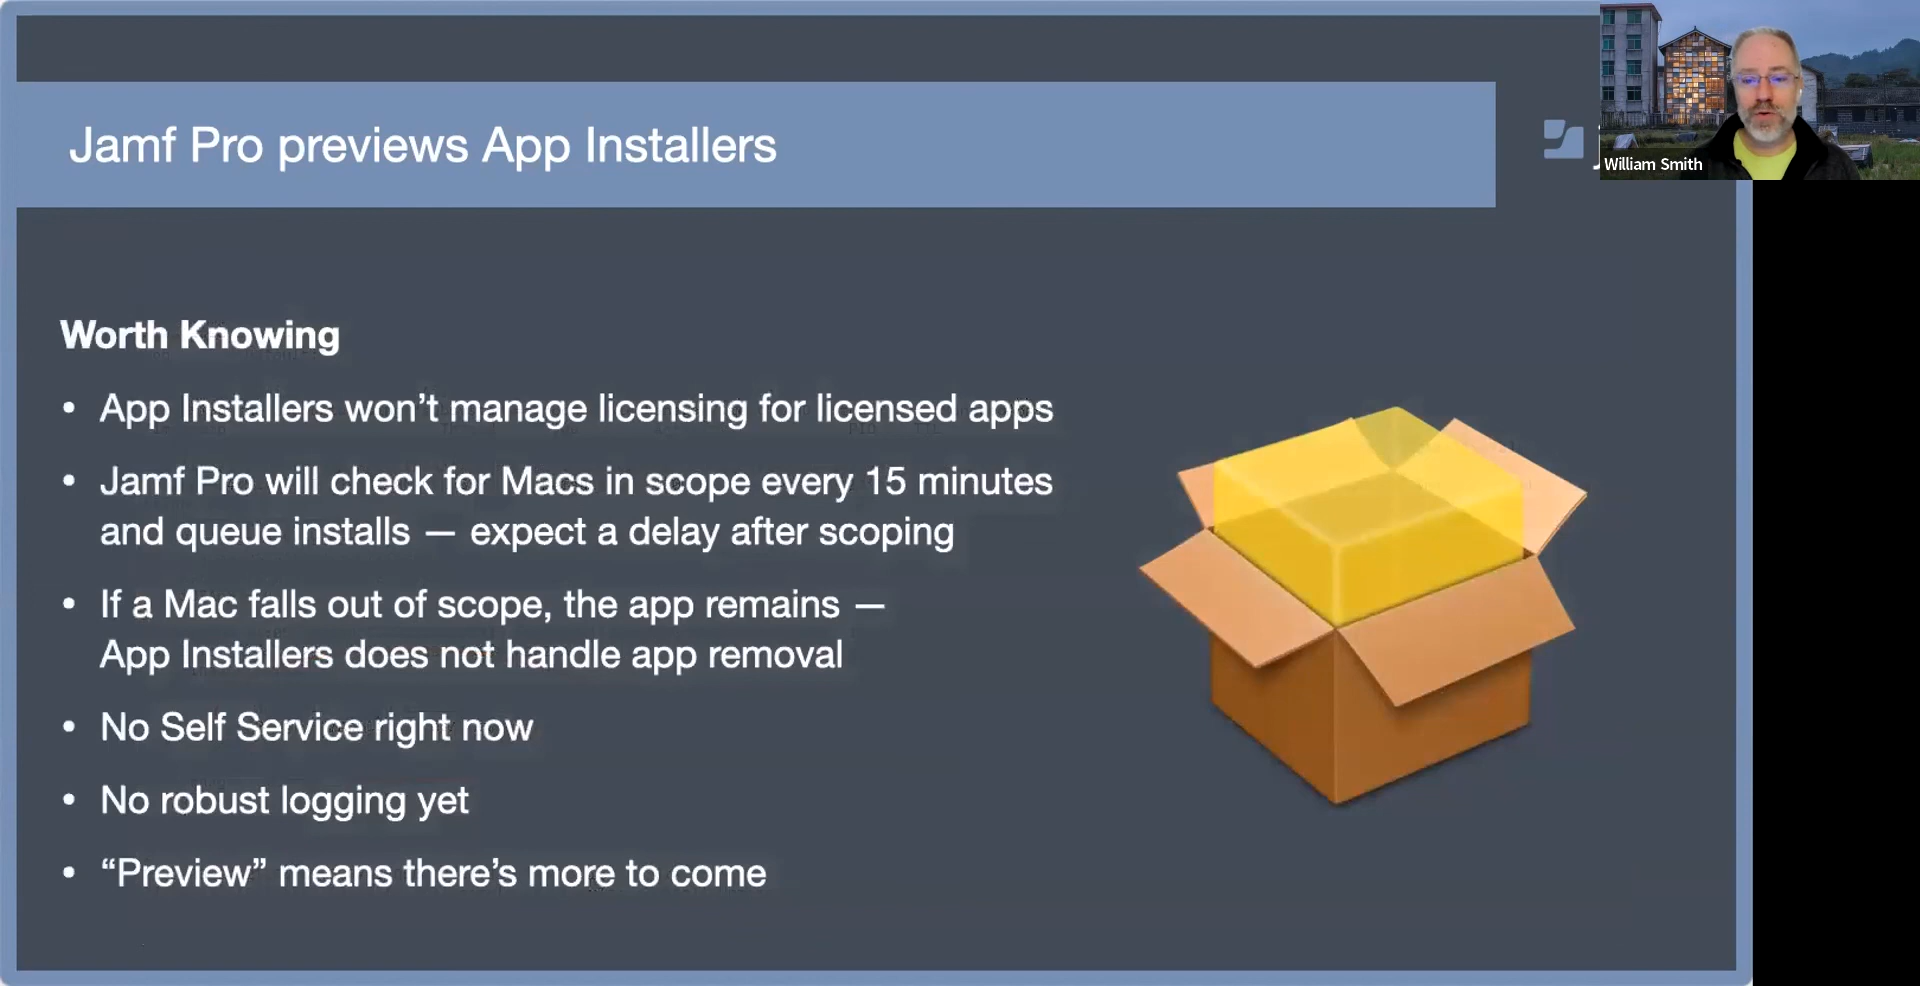 Jamf Pro previews App Installers
William Smith
Worth Knowing
• App Installers won’t manage licensing for licensed apps
• Jamf Pro will check for Macs in scope every 15 minutes
and queue installs — expect a delay after scoping
• If a Mac falls out of scope, the app remains —
App Installers does not handle app removal
• No Self Service right now
• No robust logging yet
• “Preview” means there’s more to come